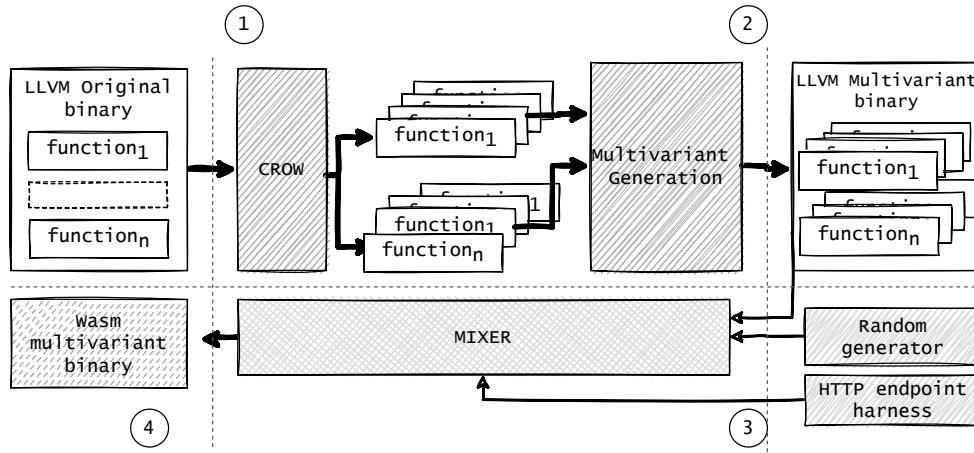 1
2
LLVM Original
binary
function1
functionn
CROW
function1
functionn
function1
Multivariant
Generation
LLVM Multivariant
binary
function1
functionn
Wasm
multivariant
binary
MIXER
Random
generator
HTTP endpoint
harness
4
3